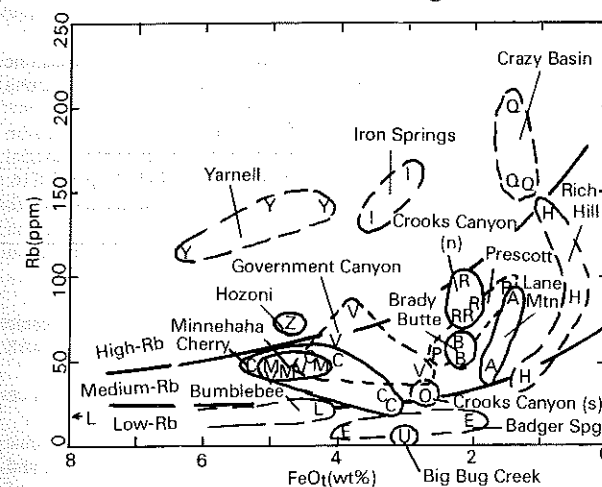 250
200
150
100
50
0
Rb(ppm)
8
6
4
2
FeOt(wt%)
Crazy Basin
Iron Springs
Yarnell
Rich-
Hill
Crooks Canyon
(n)
Prescott
Government Canyon
Lane
Mtn.
Hozoni
Brady
Butte
Minnehaha
Cherry
High-Rb
Medium-Rb
Bumblebee
Low-Rb
Crooks Canyon (s)
Badger Spg
Big Bug Creek
Q
Q Q
I
I
Y Y
Y
H
H
H
R
R
RR
A
A
B
B
P
V
V
V
Z
C M M V M C
C
C
O
L
L
E
E
U